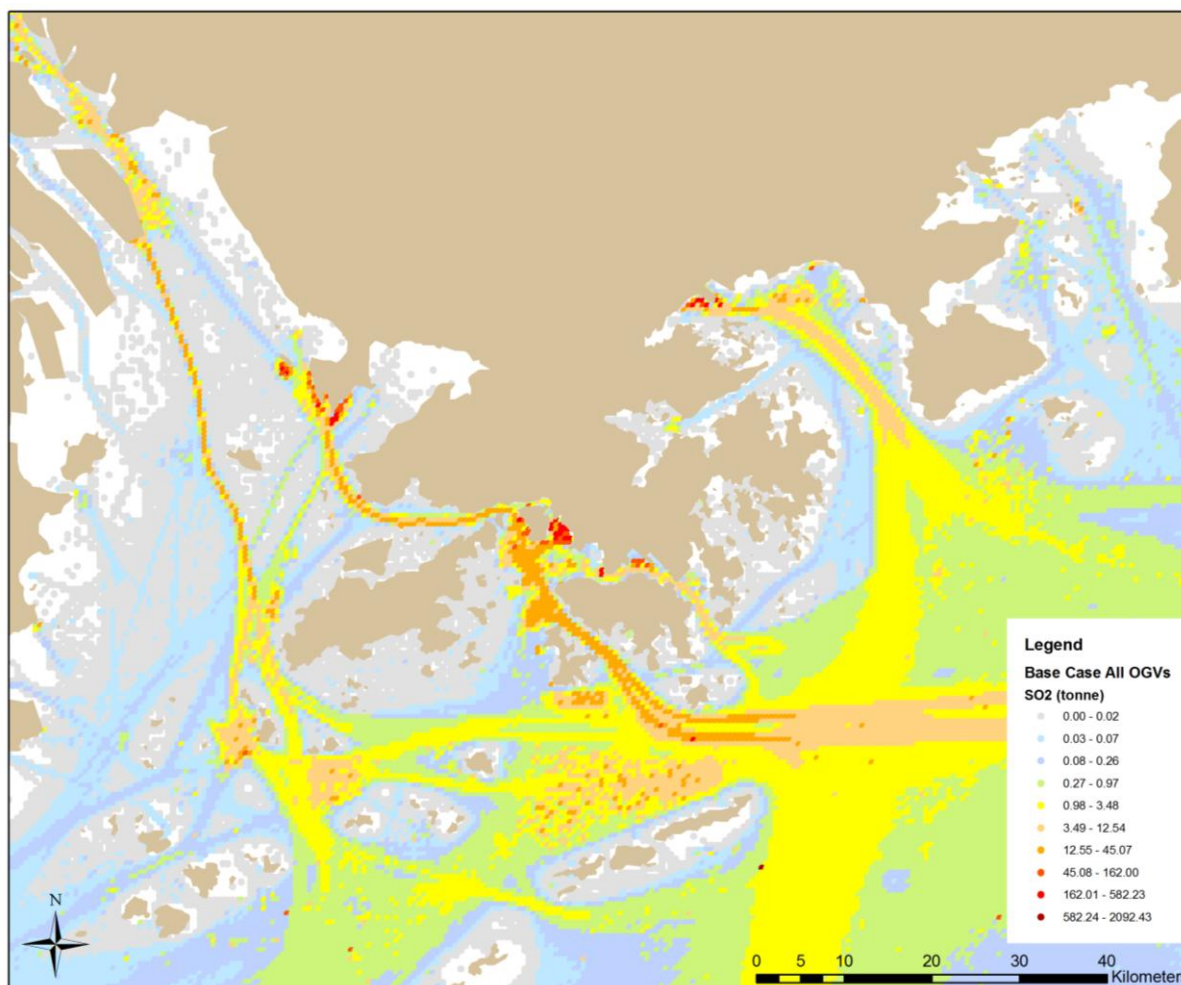 Legend
Base Case All OGVs
SO2 (tonne)
0.00 - 0.02
0.03 - 0.07
0.08 - 0.26
0.27 - 0.97
0.98 - 3.48
3.49 - 12.54
12.55 - 45.07
45.08 - 162.00
162.01 - 582.23
582.24 - 2092.43
N
0 5 10 20 30 40
Kilometer